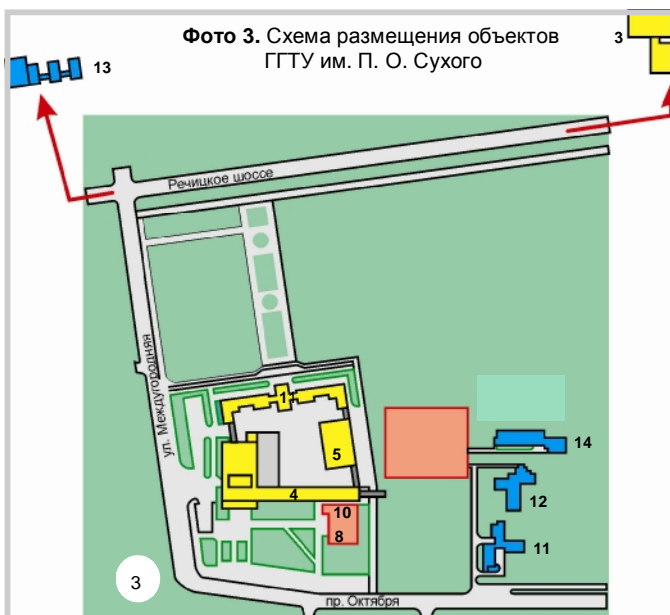 Фото 3. Схема размещения объектов
ГГТУ им. П. О. Сухого
3
13
Речицкое шоссе
ул. Междугородняя
1
5
14
4
12
10
8
11
3
пр. Октября